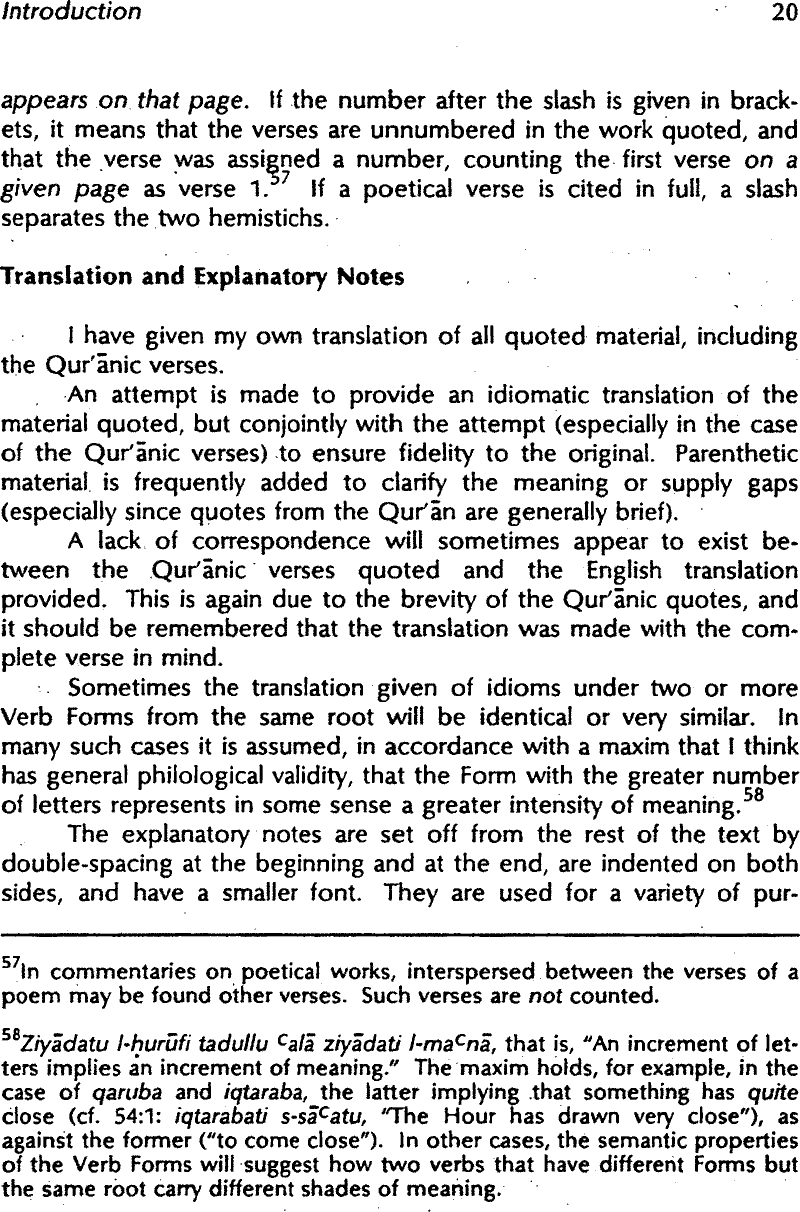 Introduction 20
appears on that page. If the number after the slash is given in brack-
ets, it means that the verses are unnumbered in the work quoted, and
that the verse was assigned a number, counting the first verse on a
given page as verse 1.57 If a poetical verse is cited in full, a slash
separates the two hemistichs.
Translation and Explanatory Notes
I have given my own translation of all quoted material, including
the Qur'ānic verses.
An attempt is made to provide an idiomatic translation of the
material quoted, but conjointly with the attempt (especially in the case
of the Qur'ānic verses) to ensure fidelity to the original. Parenthetic
material is frequently added to clarify the meaning or supply gaps
(especially since quotes from the Qur'ān are generally brief).
A lack of correspondence will sometimes appear to exist be-
tween the Qur'ānic verses quoted and the English translation
provided. This is again due to the brevity of the Qur'ānic quotes, and
it should be remembered that the translation was made with the com-
plete verse in mind.
Sometimes the translation given of idioms under two or more
Verb Forms from the same root will be identical or very similar. In
many such cases it is assumed, in accordance with a maxim that I think
has general philological validity, that the Form with the greater number
of letters represents in some sense a greater intensity of meaning.58
The explanatory notes are set off from the rest of the text by
double-spacing at the beginning and at the end, are indented on both
sides, and have a smaller font. They are used for a variety of pur-
57In commentaries on poetical works, interspersed between the verses of a
poem may be found other verses. Such verses are not counted.
58Ziyādatu l-ḥurūfi tadullu ᶜalā ziyādati l-maᶜnā, that is, "An increment of let-
ters implies an increment of meaning." The maxim holds, for example, in the
case of qaruba and iqtaraba, the latter implying that something has quite
close (cf. 54:1: iqtarabati s-sāᶜatu, "The Hour has drawn very close"), as
against the former ("to come close"). In other cases, the semantic properties
of the Verb Forms will suggest how two verbs that have different Forms but
the same root carry different shades of meaning.